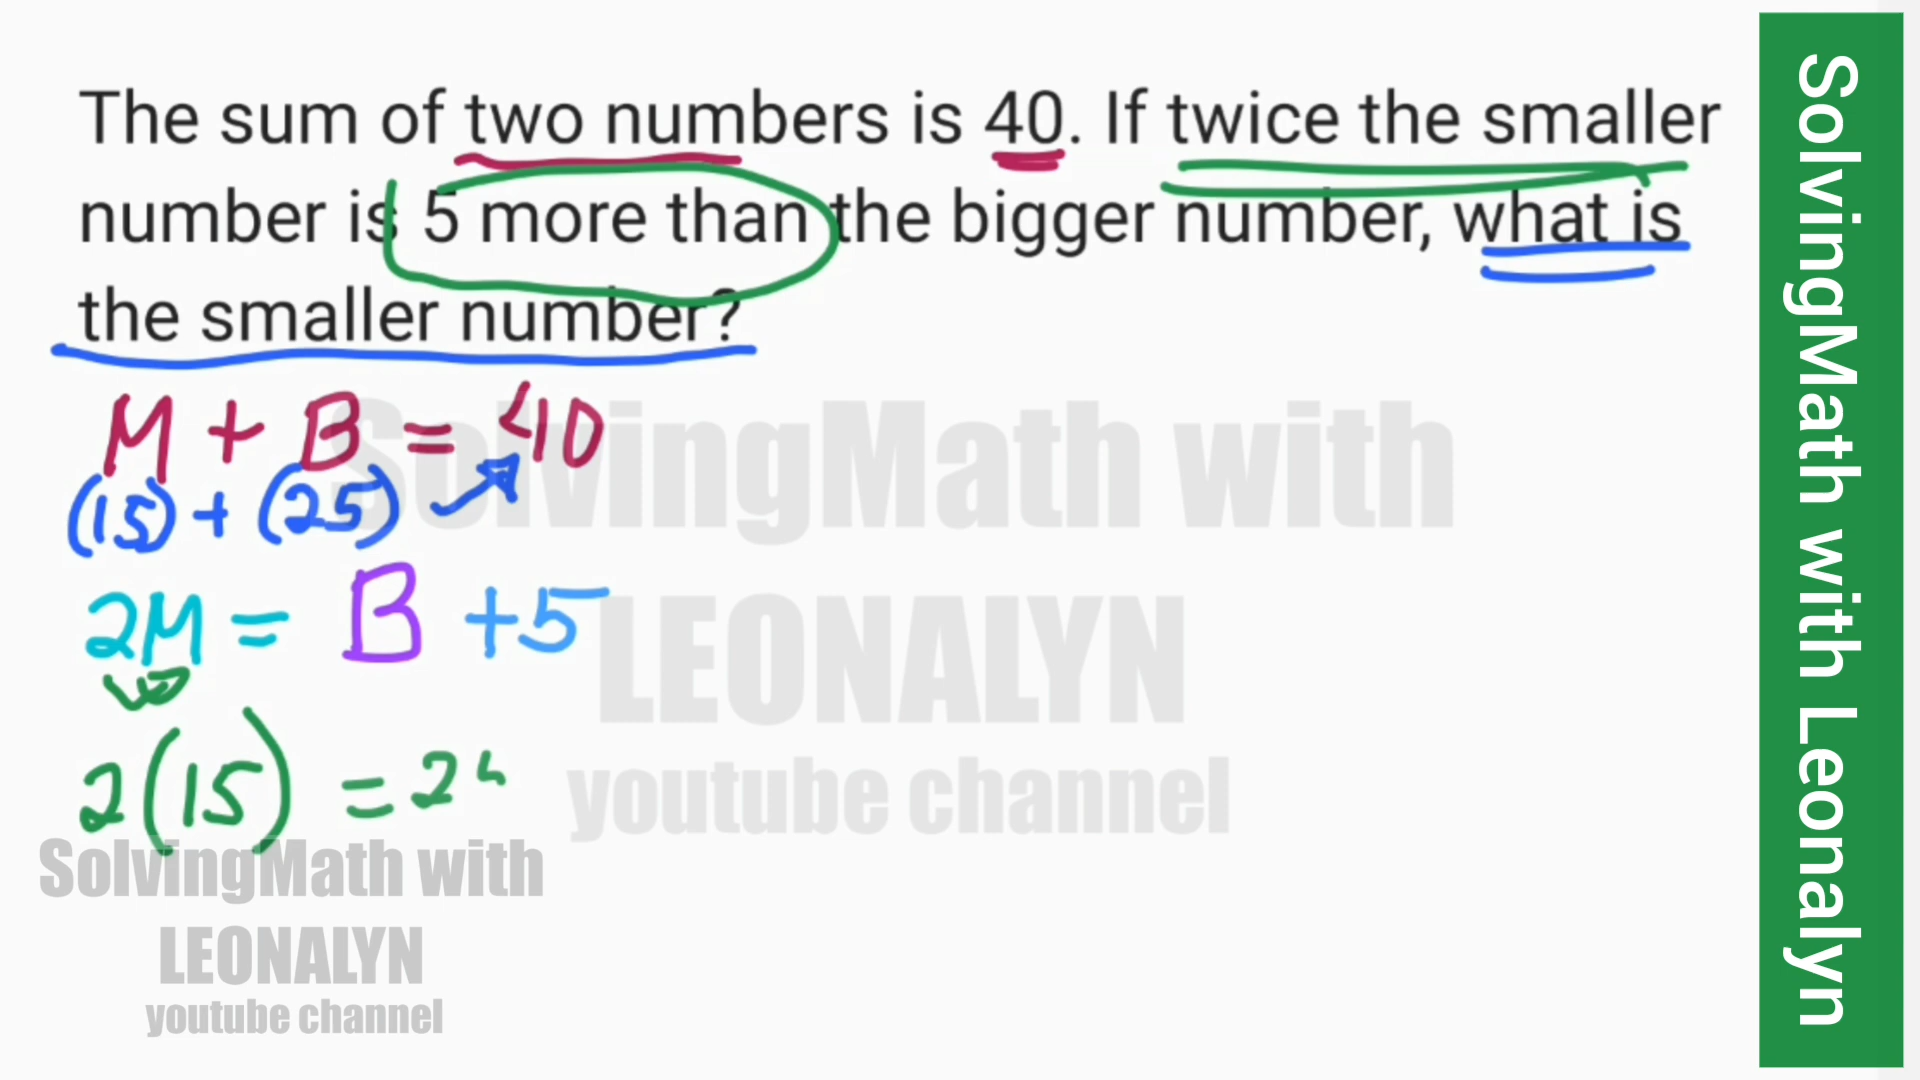 The sum of two numbers is 40. If twice the smaller
number is 5 more than the bigger number, what is
the smaller number?
M + B = 40
(15) + (25)
2M = B + 5
2(15) = 2
SolvingMath with
LEONALYN
youtube channel
SolvingMath with
LEONALYN
youtube channel
SolvingMath with Leonalyn